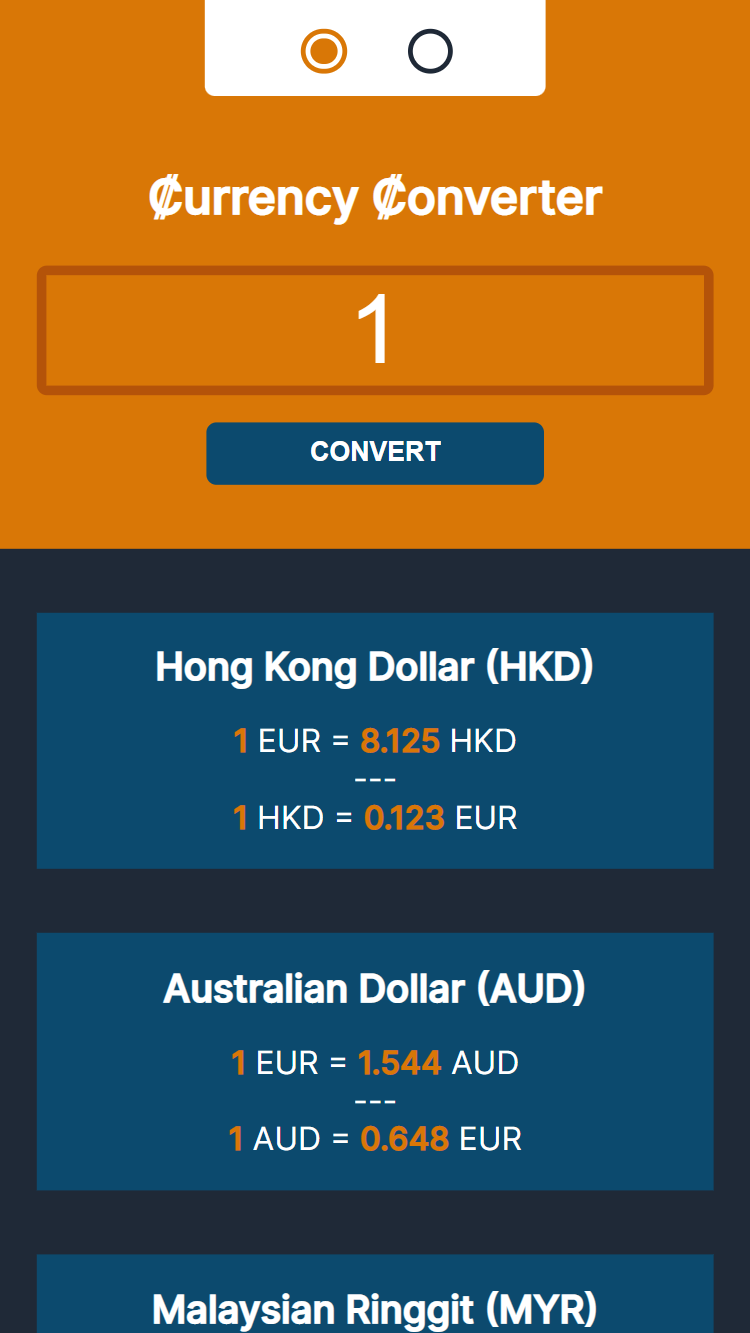 ₡urrency ₡onverter
1
CONVERT
Hong Kong Dollar (HKD)
1 EUR = 8.125 HKD
---
1 HKD = 0.123 EUR
Australian Dollar (AUD)
1 EUR = 1.544 AUD
---
1 AUD = 0.648 EUR
Malaysian Ringgit (MYR)